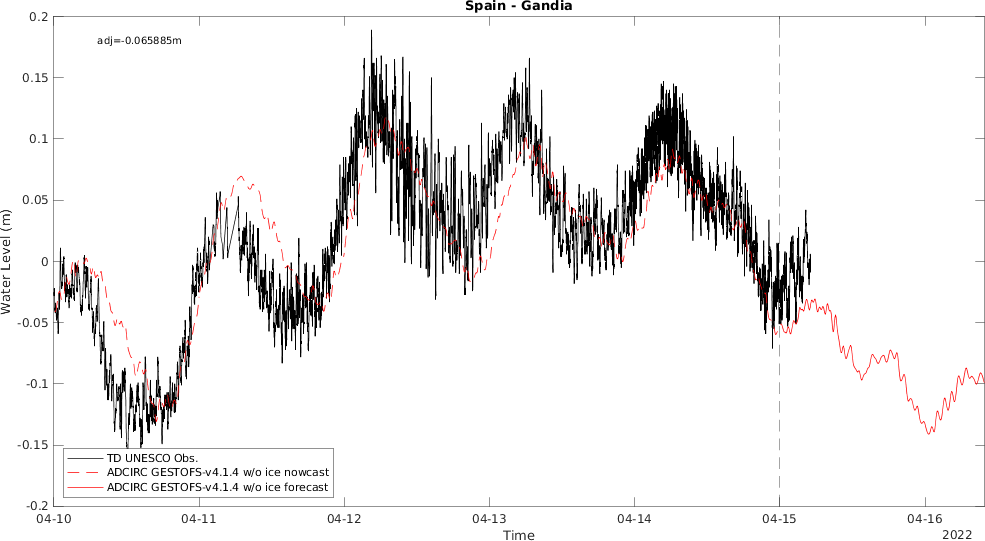 Spain - Gandia
adj=-0.065885m
0.2
0.15
0.1
0.05
0
-0.05
-0.1
-0.15
-0.2
Water Level (m)
TD UNESCO Obs.
ADCIRC GESTOFS-v4.1.4 w/o ice nowcast
ADCIRC GESTOFS-v4.1.4 w/o ice forecast
04-10 04-11 04-12 04-13 04-14 04-15 04-16
Time
2022